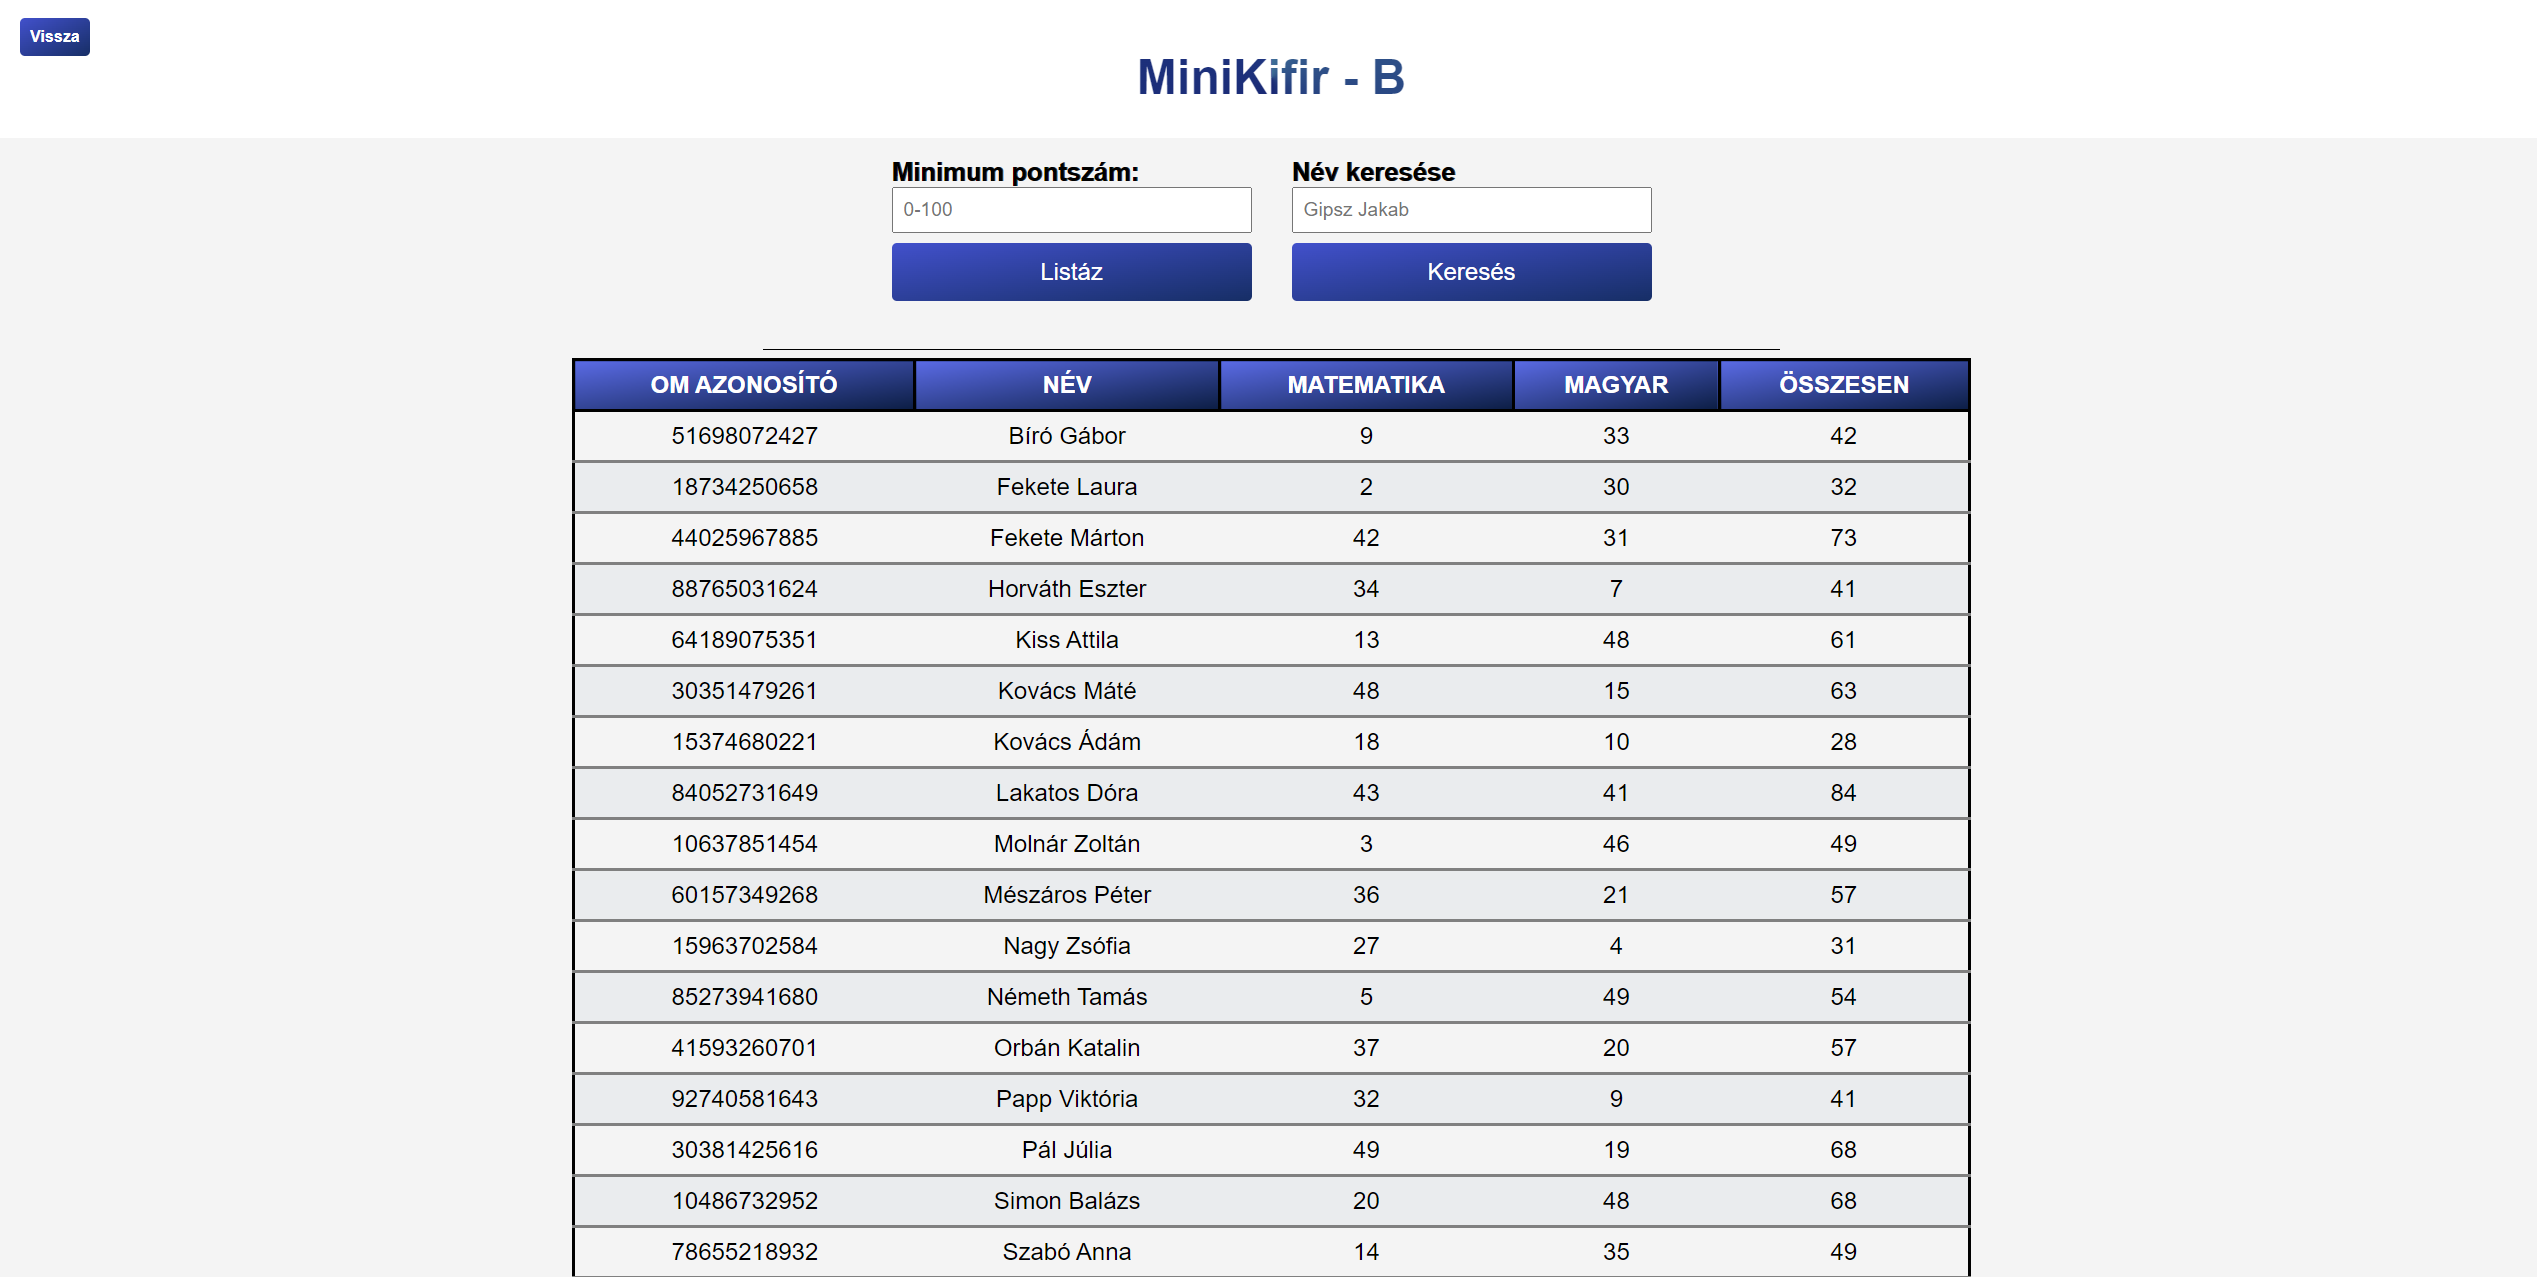 Vissza
MiniKifir - B
Minimum pontszám: Név keresése
0-100 Gipsz Jakab
Listáz Keresés
OM AZONOSÍTÓ NÉV MATEMATIKA MAGYAR ÖSSZESEN
51698072427 Bíró Gábor 9 33 42
18734250658 Fekete Laura 2 30 32
44025967885 Fekete Márton 42 31 73
88765031624 Horváth Eszter 34 7 41
64189075351 Kiss Attila 13 48 61
30351479261 Kovács Máté 48 15 63
15374680221 Kovács Ádám 18 10 28
84052731649 Lakatos Dóra 43 41 84
10637851454 Molnár Zoltán 3 46 49
60157349268 Mészáros Péter 36 21 57
15963702584 Nagy Zsófia 27 4 31
85273941680 Németh Tamás 5 49 54
41593260701 Orbán Katalin 37 20 57
92740581643 Papp Viktória 32 9 41
30381425616 Pál Júlia 49 19 68
10486732952 Simon Balázs 20 48 68
78655218932 Szabó Anna 14 35 49